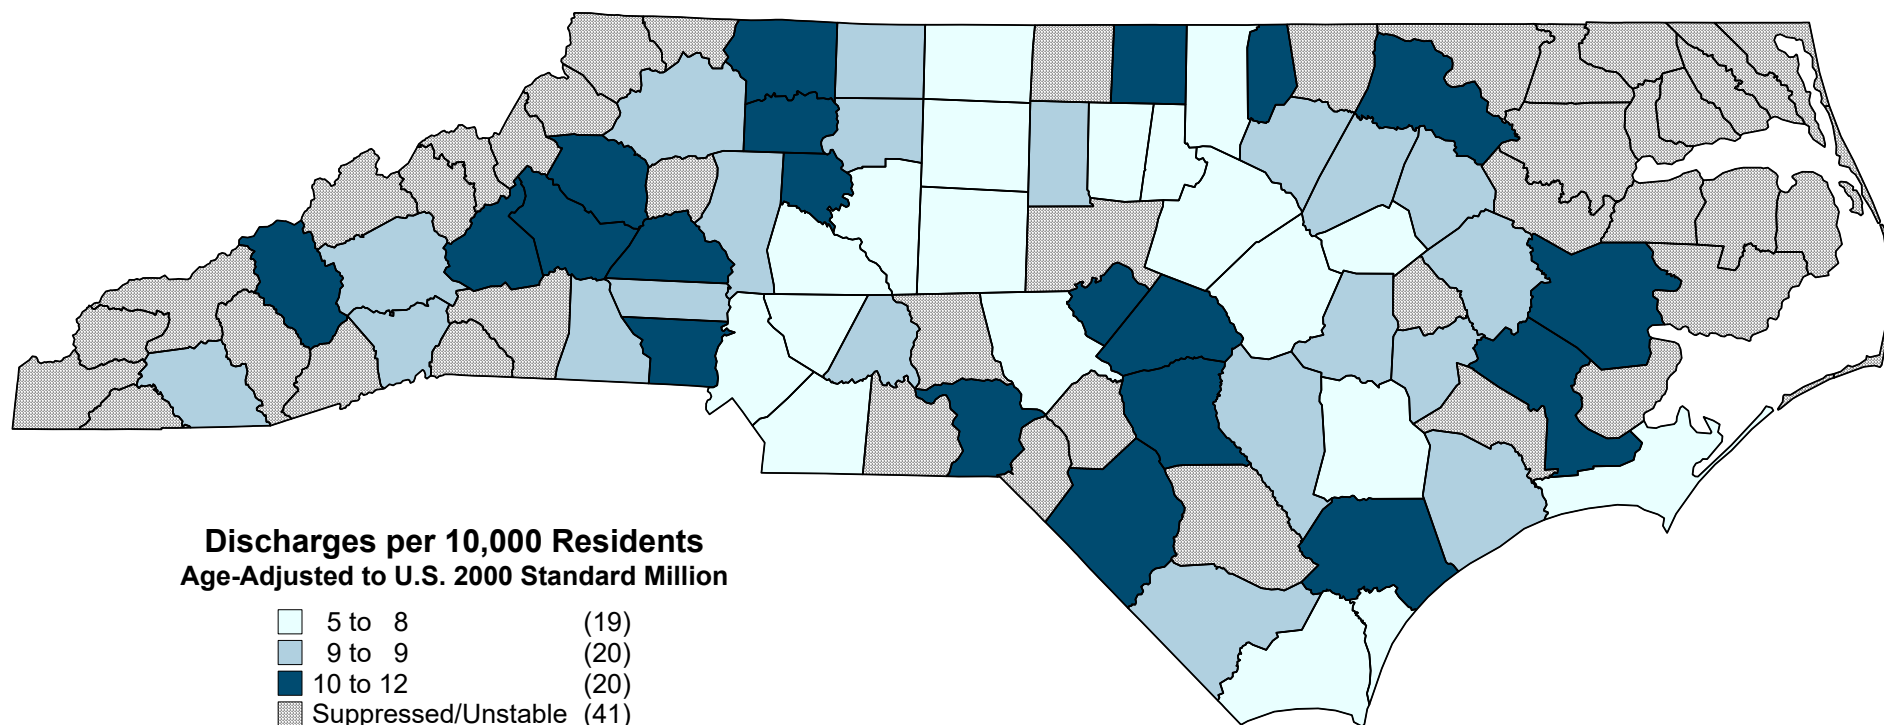 Discharges per 10,000 Residents
Age-Adjusted to U.S. 2000 Standard Million
5 to 8 (19)
9 to 9 (20)
10 to 12 (20)
Suppressed/Unstable (41)